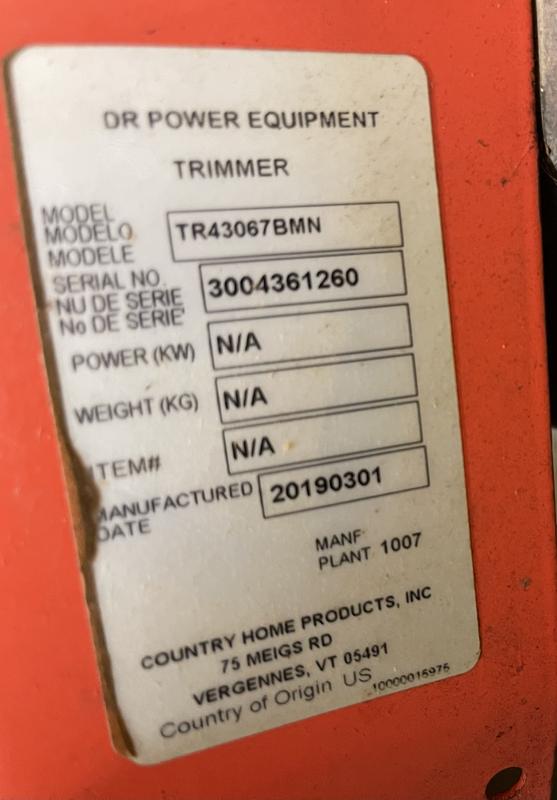 DR POWER EQUIPMENT
TRIMMER
MODEL
MODELO
MODELE
TR43067BMN
SERIAL NO.
NU DE SERIE
No DE SERIE'
3004361260
POWER (KW)
N/A
WEIGHT (KG)
N/A
ITEM#
N/A
MANUFACTURED
DATE
20190301
MANF
PLANT 1007
COUNTRY HOME PRODUCTS, INC
75 MEIGS RD
VERGENNES, VT 05491
Country of Origin US
10000015975